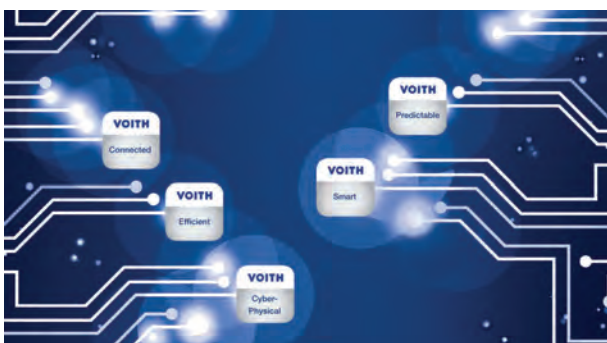 VOITH
Predictable
VOITH
Connected
VOITH
Smart
VOITH
Efficient
VOITH
Cyber-
Physical